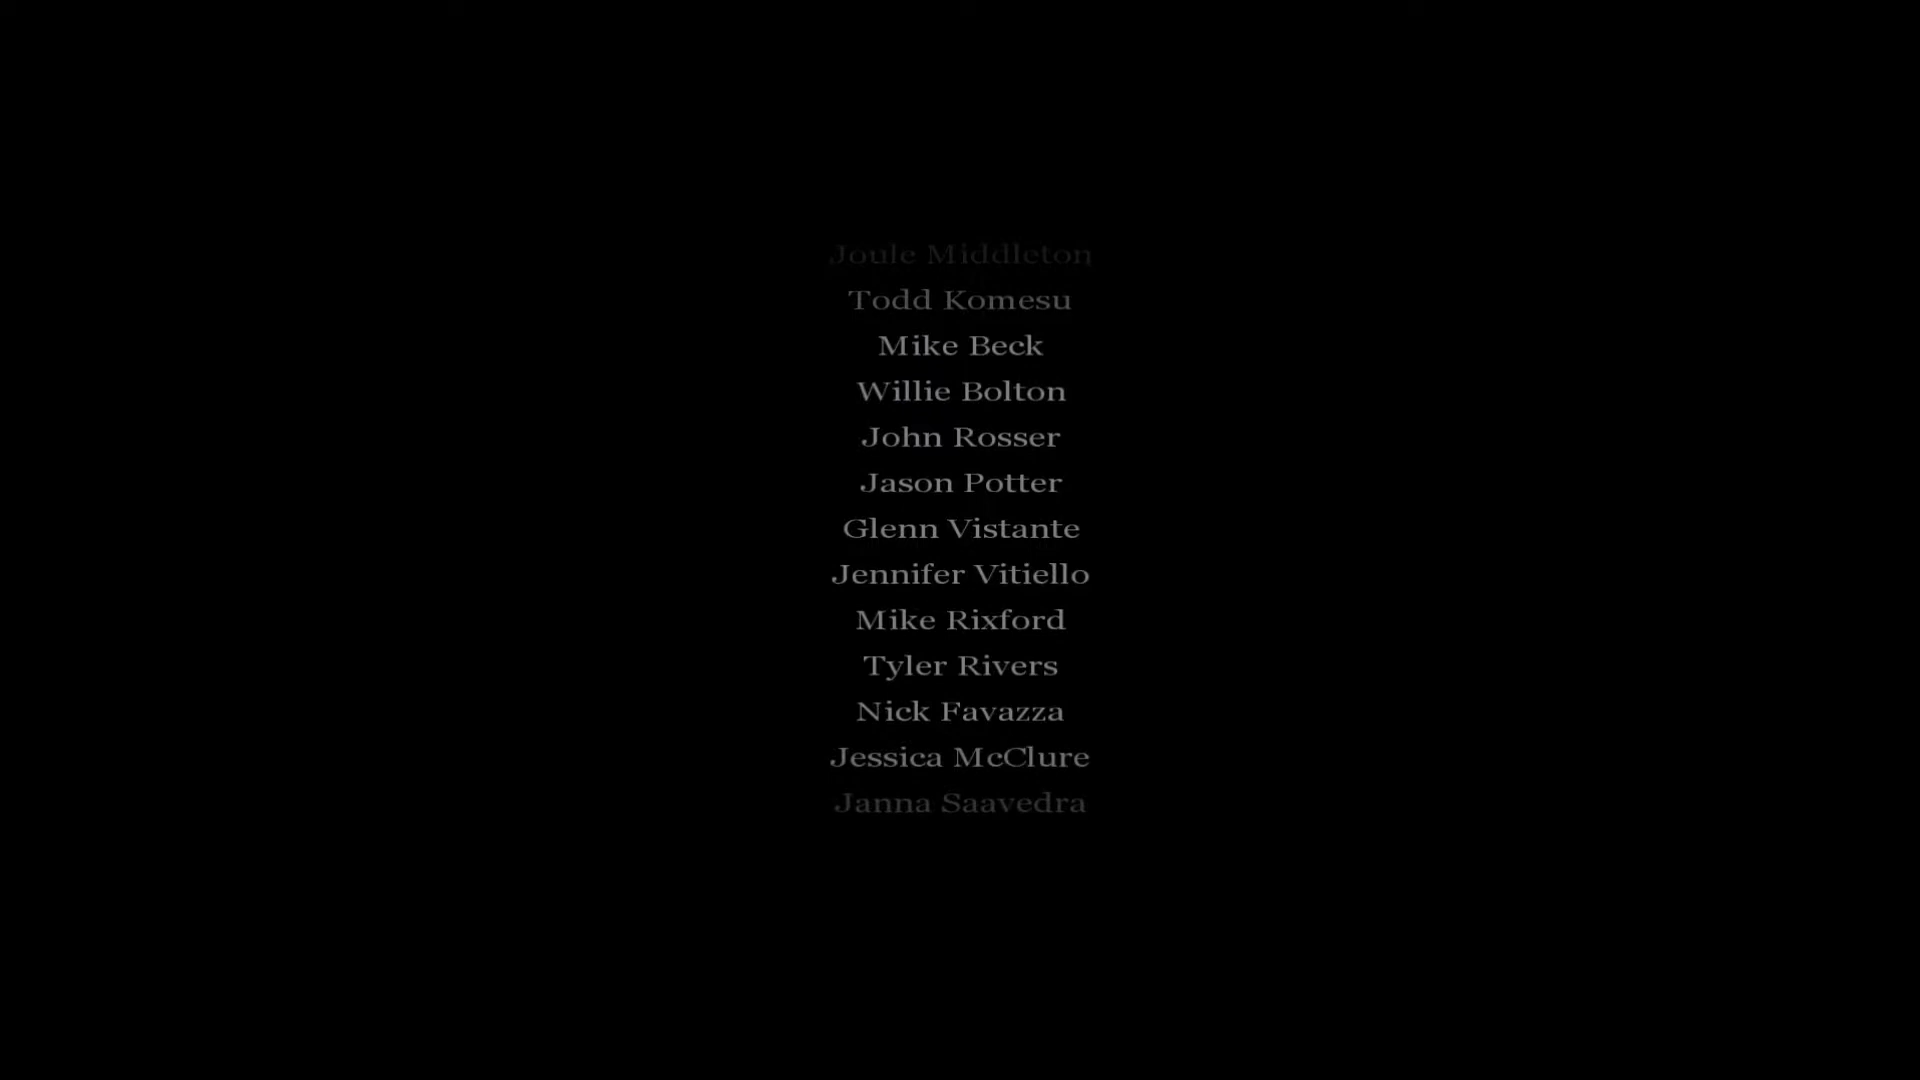 Joule Middleton
Todd Komesu
Mike Beck
Willie Bolton
John Rosser
Jason Potter
Glenn Vistante
Jennifer Vitiello
Mike Rixford
Tyler Rivers
Nick Favazza
Jessica McClure
Janna Saavedra